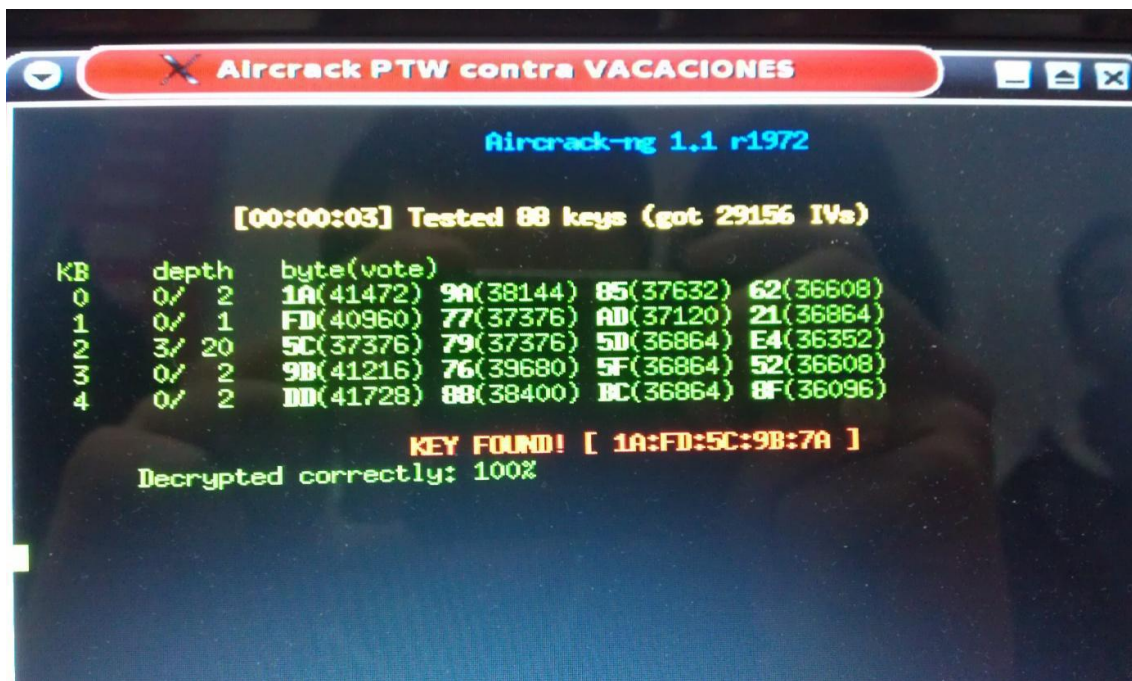 Aircrack PTW contra VACACIONES
Aircrack-ng 1.1 r1972
[00:00:03] Tested 88 keys (got 29156 IVs)
KB depth byte(vote)
0 0/ 2 1A(41472) 9A(38144) 85(37632) 62(36608)
1 0/ 1 FD(40960) 77(37376) AD(37120) 21(36864)
2 3/ 20 5C(37376) 79(37376) 5D(36864) E4(36352)
3 0/ 2 9B(41216) 76(39680) 5F(36864) 52(36608)
4 0/ 2 DD(41728) 88(38400) BC(36864) 8F(36096)
KEY FOUND! [ 1A:FD:5C:9B:7A ]
Decrypted correctly: 100%